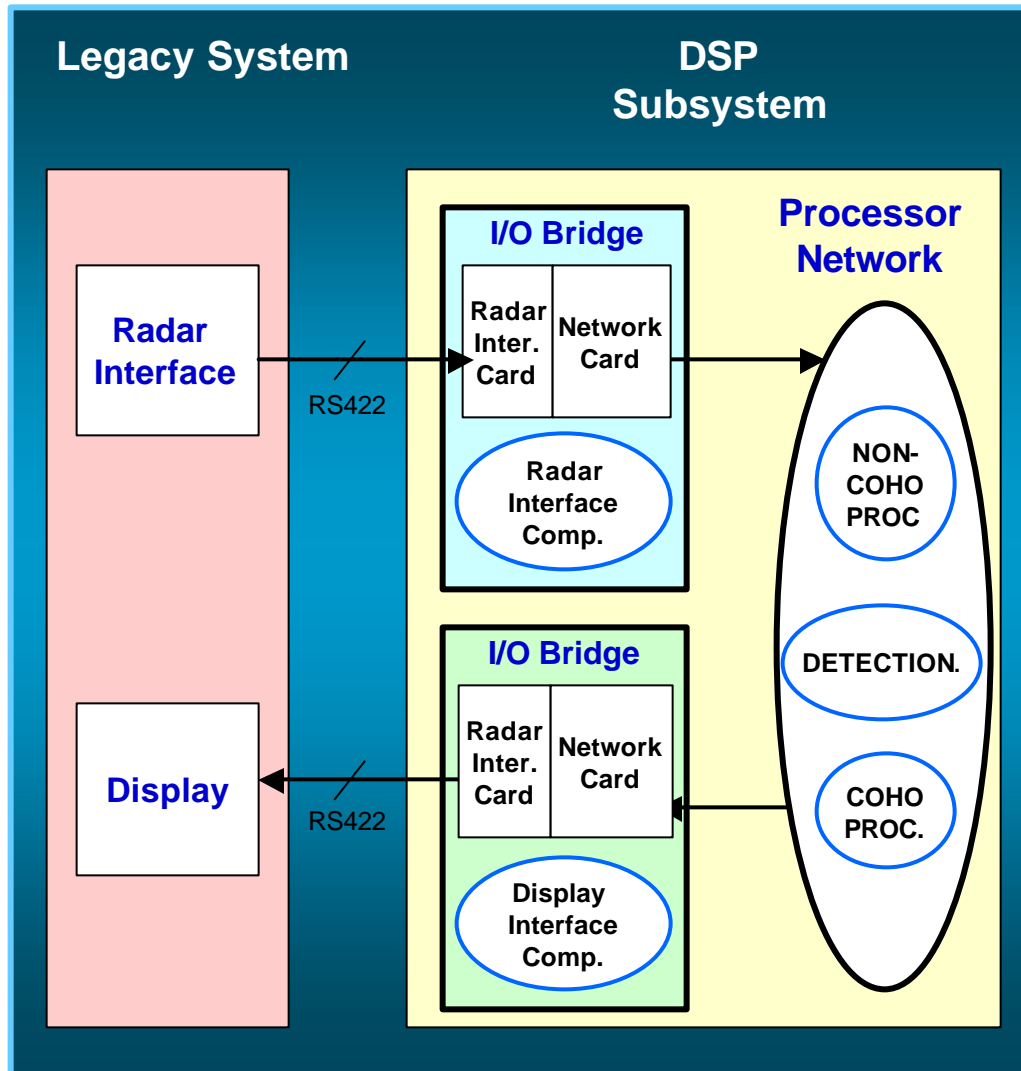 Legacy System
DSP
Subsystem
Radar
Interface
RS422
Display
RS422
I/O Bridge
Radar
Inter.
Card
Network
Card
Radar
Interface
Comp.
I/O Bridge
Radar
Inter.
Card
Network
Card
Display
Interface
Comp.
Processor
Network
NON-
COHO
PROC
DETECTION.
COHO
PROC.